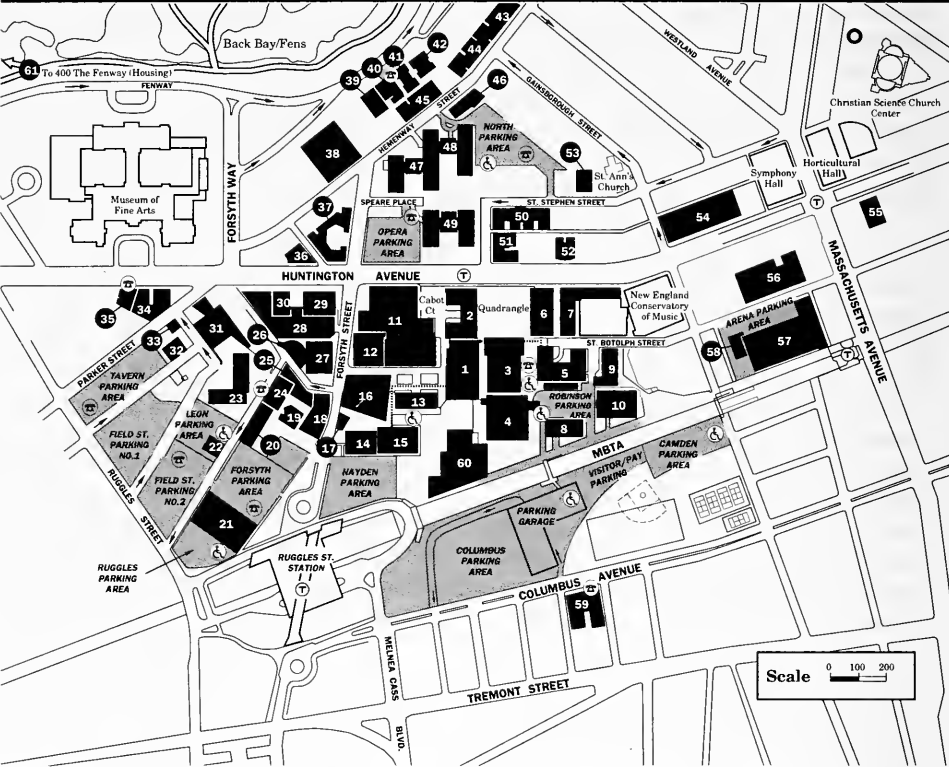 43
42
41
40
39
44
45
46
Back Bay/Fens
61
To 400 The Fenway (Housing)
FENWAY
WESTLAND
AVENUE
Christian Science Church
Center
GAINSBOROUGH STREET
HEMENWAY STREET
NORTH
PARKING
AREA
38
48
47
53
St. Ann's
Church
Symphony
Hall
Horticultural
Hall
Museum
of
Fine Arts
FORSYTH WAY
SPEARE PLACE
ST. STEPHEN STREET
37
OPERA
PARKING
AREA
49
50
51
52
54
55
T
36
HUNTINGTON AVENUE
T
MASSACHUSETTS AVENUE
56
35
34
33
32
31
30
29
28
26
25
27
FORSYTH STREET
11
12
Cabot
Ct
2
Quadrangle
6
7
New England
Conservatory
of Music
ST. BOTOLPH STREET
ARENA PARKING
AREA
57
58
T
PARKER STREET
TAVERN
PARKING
AREA
23
24
19
18
16
13
1
3
5
9
ROBINSON
PARKING
AREA
10
4
8
LEON
PARKING
AREA
22
20
17
14
15
60
FIELD ST.
PARKING
NO.1
FIELD ST.
PARKING
NO.2
FORSYTH
PARKING
AREA
HAYDEN
PARKING
AREA
MBTA
VISITOR/PAY
PARKING
CAMDEN
PARKING
AREA
RUGGLES
STREET
21
PARKING
GARAGE
RUGGLES
PARKING
AREA
RUGGLES ST.
STATION
T
COLUMBUS
PARKING
AREA
COLUMBUS AVENUE
59
MELNEA CASS
BLVD.
TREMONT STREET
Scale
0 100 200